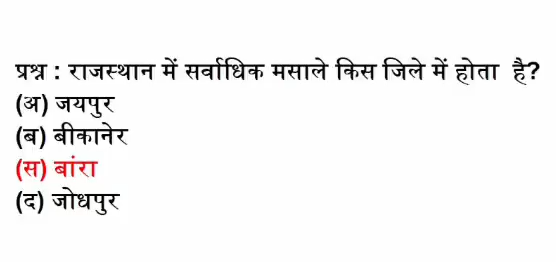 प्रश्न : राजस्थान में सर्वाधिक मसाले किस जिले में होता है?
(अ) जयपुर
(ब) बीकानेर
(स) बांरा
(द) जोधपुर